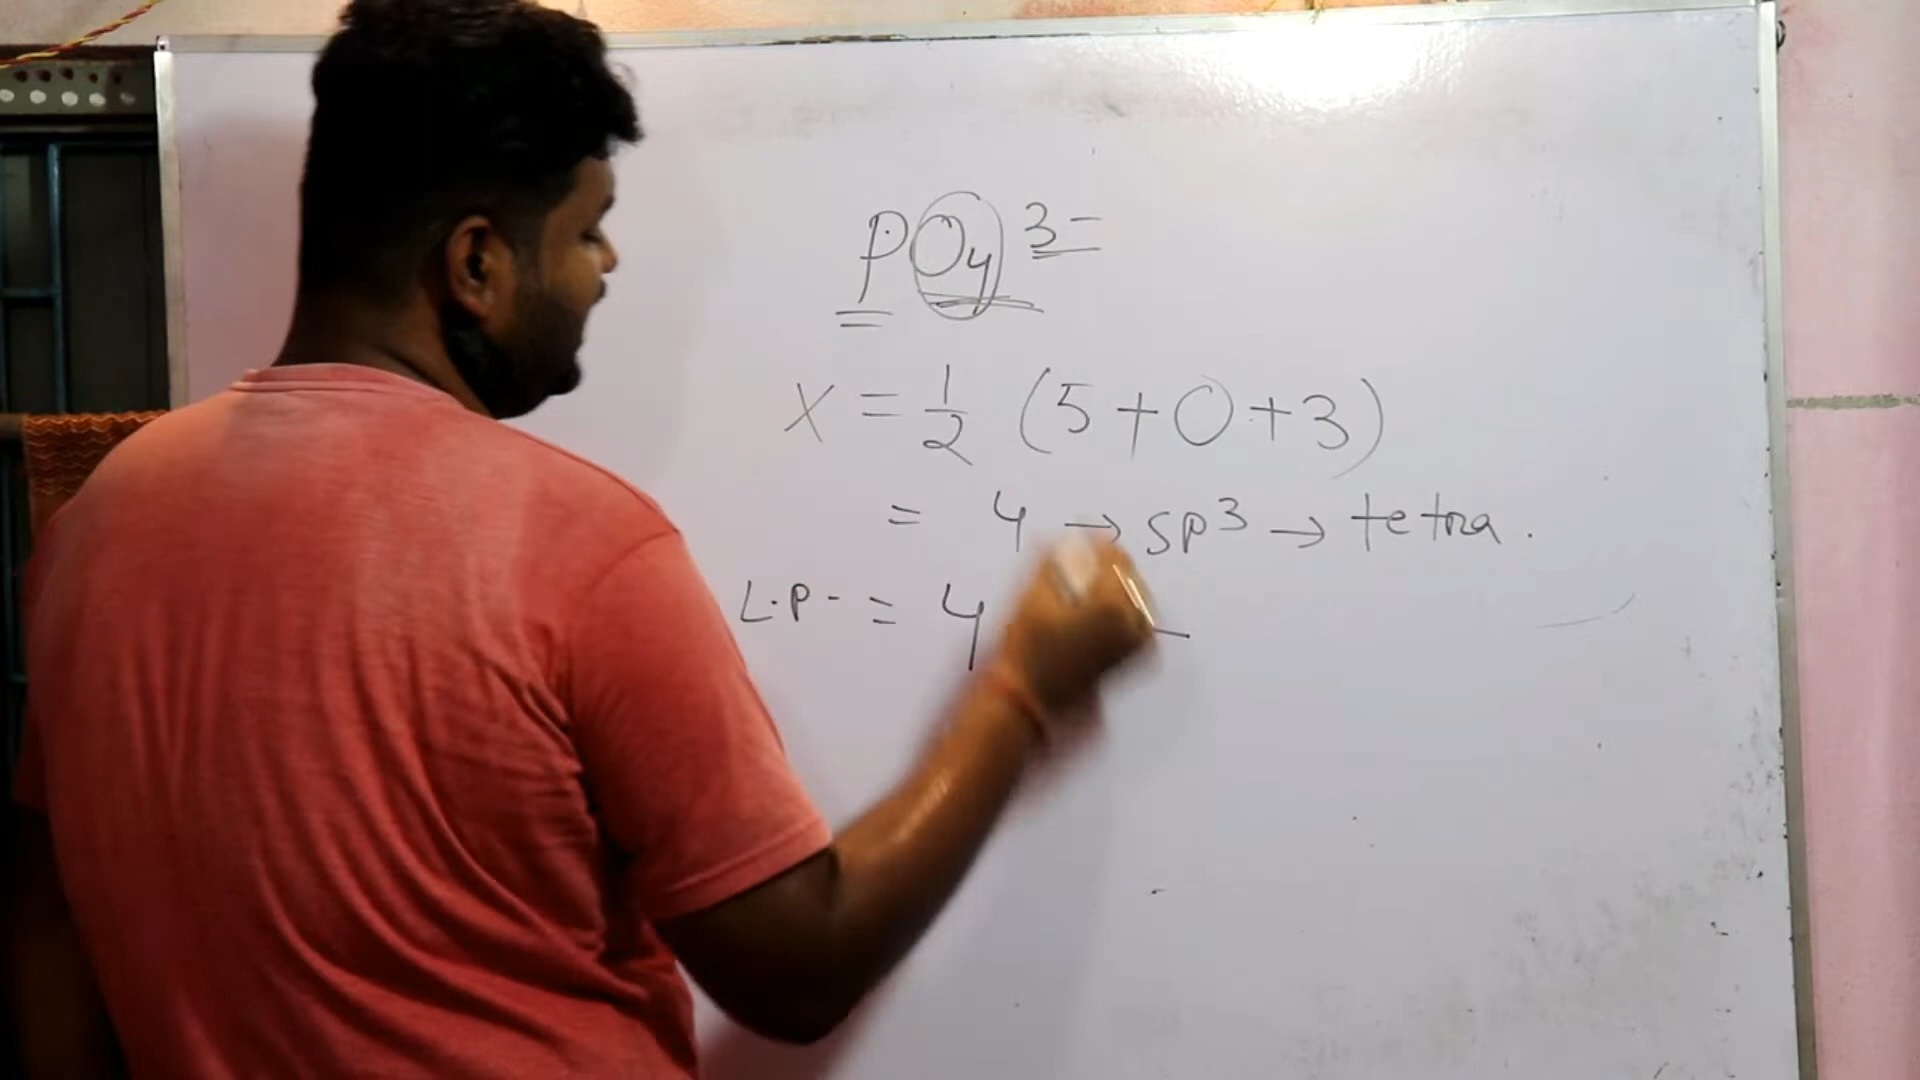 PO4 3-
x = 1/2 (5+0+3)
= 4 → sp3 → tetra.
L.P. = 4